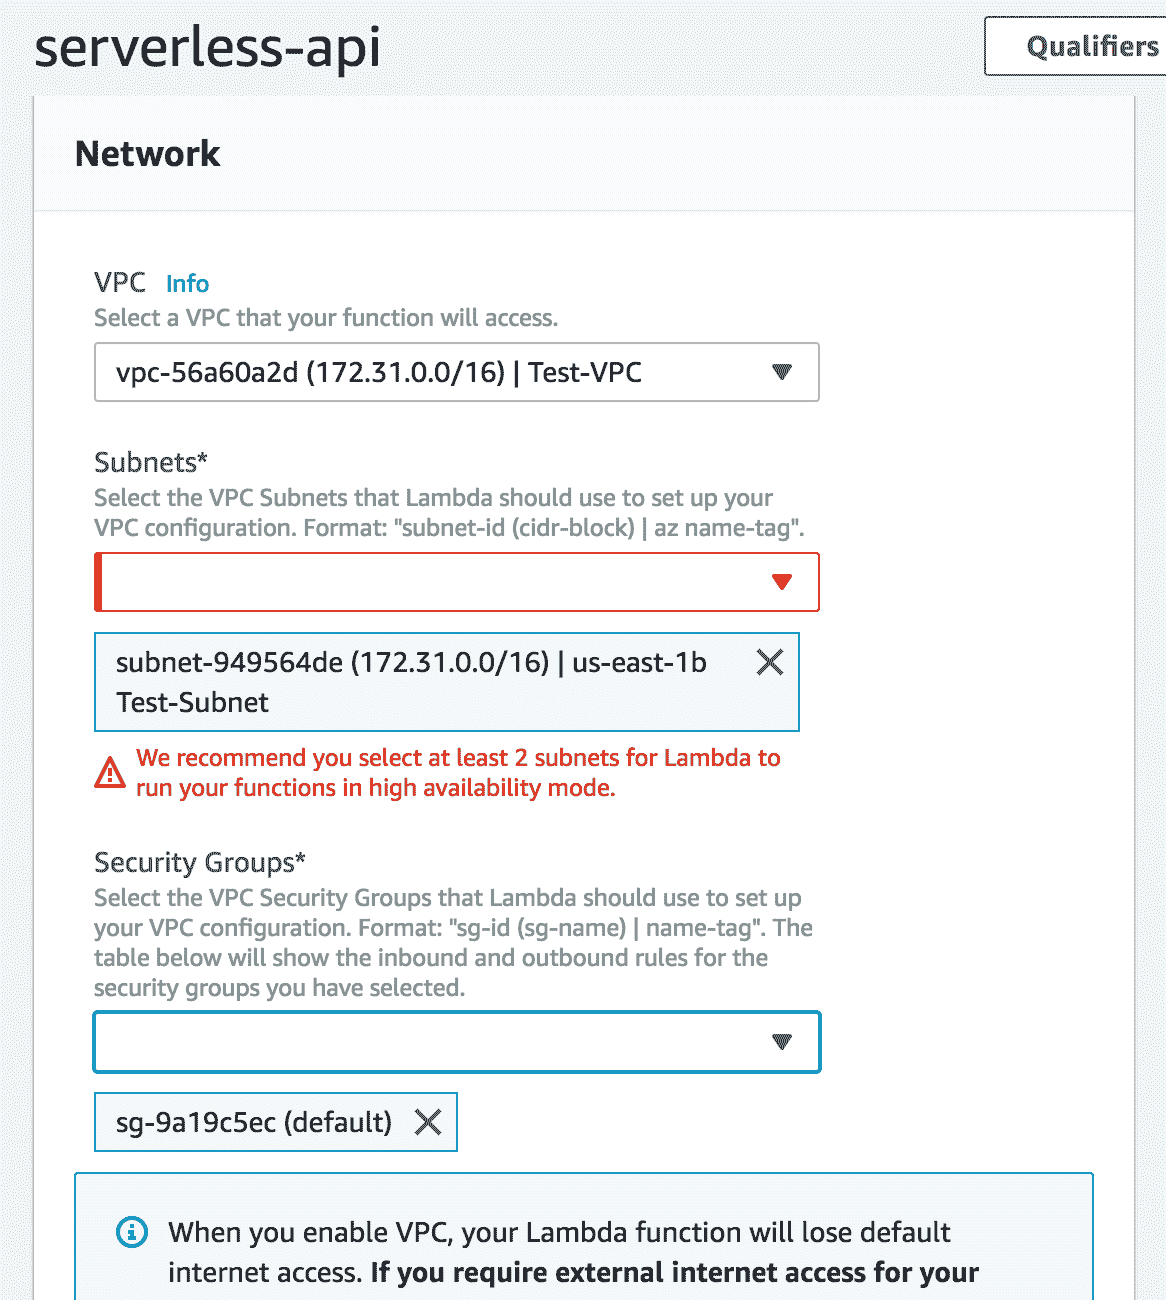 serverless-api
Qualifiers
Network
VPC Info
Select a VPC that your function will access.
vpc-56a60a2d (172.31.0.0/16) | Test-VPC
Subnets*
Select the VPC Subnets that Lambda should use to set up your
VPC configuration. Format: "subnet-id (cidr-block) | az name-tag".
subnet-949564de (172.31.0.0/16) | us-east-1b
Test-Subnet
We recommend you select at least 2 subnets for Lambda to
run your functions in high availability mode.
Security Groups*
Select the VPC Security Groups that Lambda should use to set up
your VPC configuration. Format: "sg-id (sg-name) | name-tag". The
table below will show the inbound and outbound rules for the
security groups you have selected.
sg-9a19c5ec (default)
When you enable VPC, your Lambda function will lose default
internet access. If you require external internet access for your